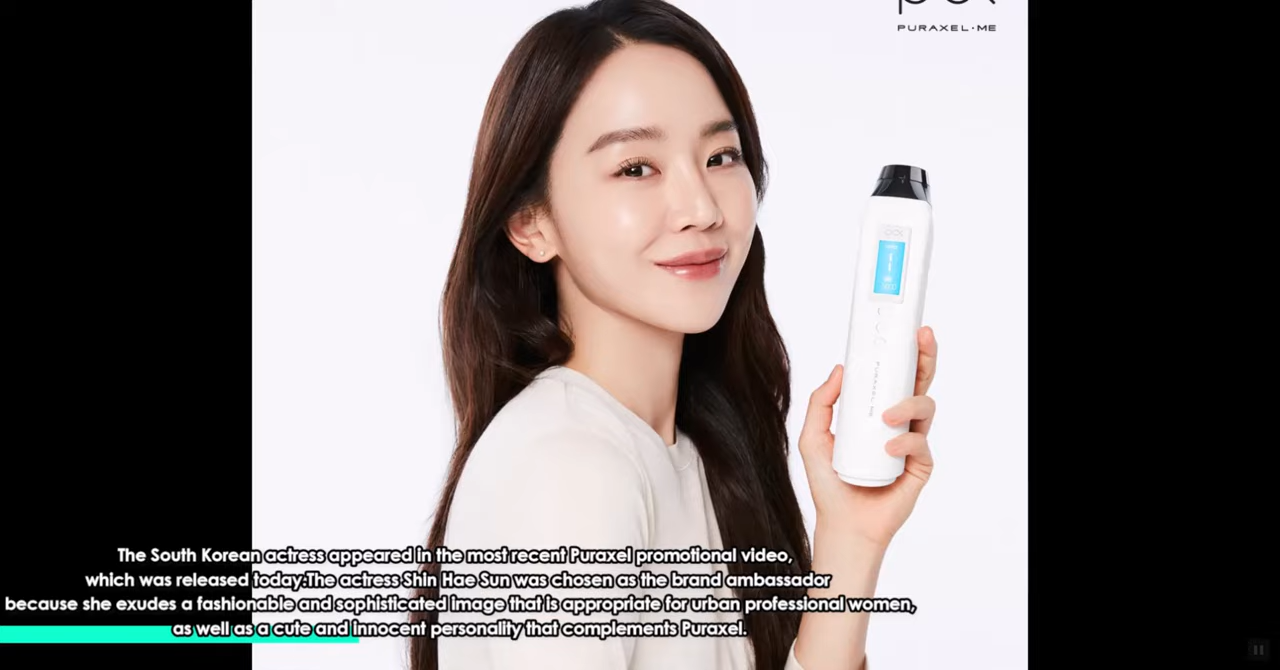 PURAXEL·ME
PURAXEL·ME
The South Korean actress appeared in the most recent Puraxel promotional video,
which was released today.The actress Shin Hae Sun was chosen as the brand ambassador
because she exudes a fashionable and sophisticated image that is appropriate for urban professional women,
as well as a cute and innocent personality that complements Puraxel.